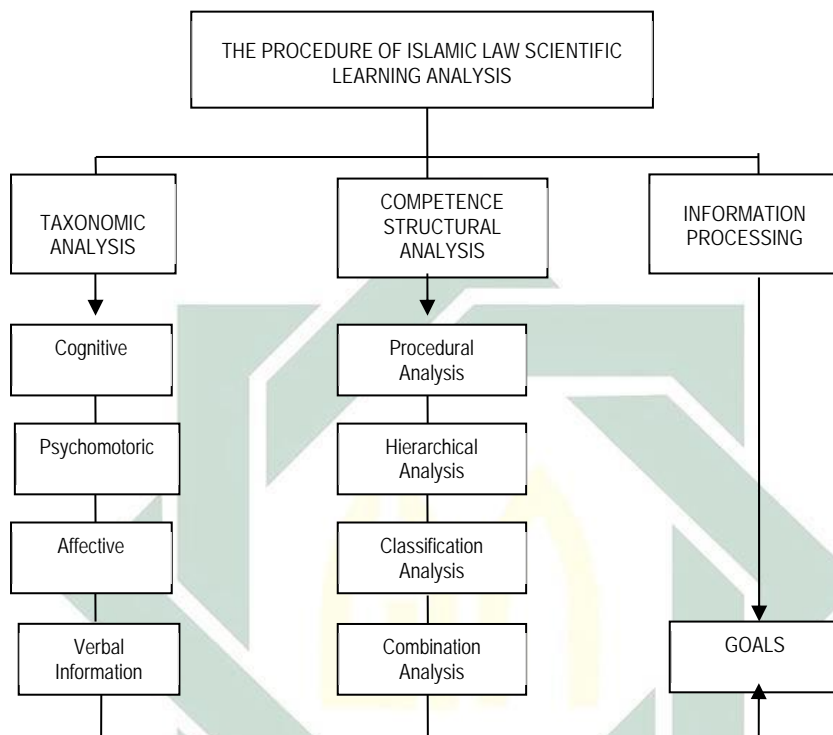 THE PROCEDURE OF ISLAMIC LAW SCIENTIFIC
LEARNING ANALYSIS
TAXONOMIC
ANALYSIS
COMPETENCE
STRUCTURAL
ANALYSIS
INFORMATION
PROCESSING
Cognitive
Procedural
Analysis
Psychomotoric
Hierarchical
Analysis
Affective
Classification
Analysis
Verbal
Information
Combination
Analysis
GOALS